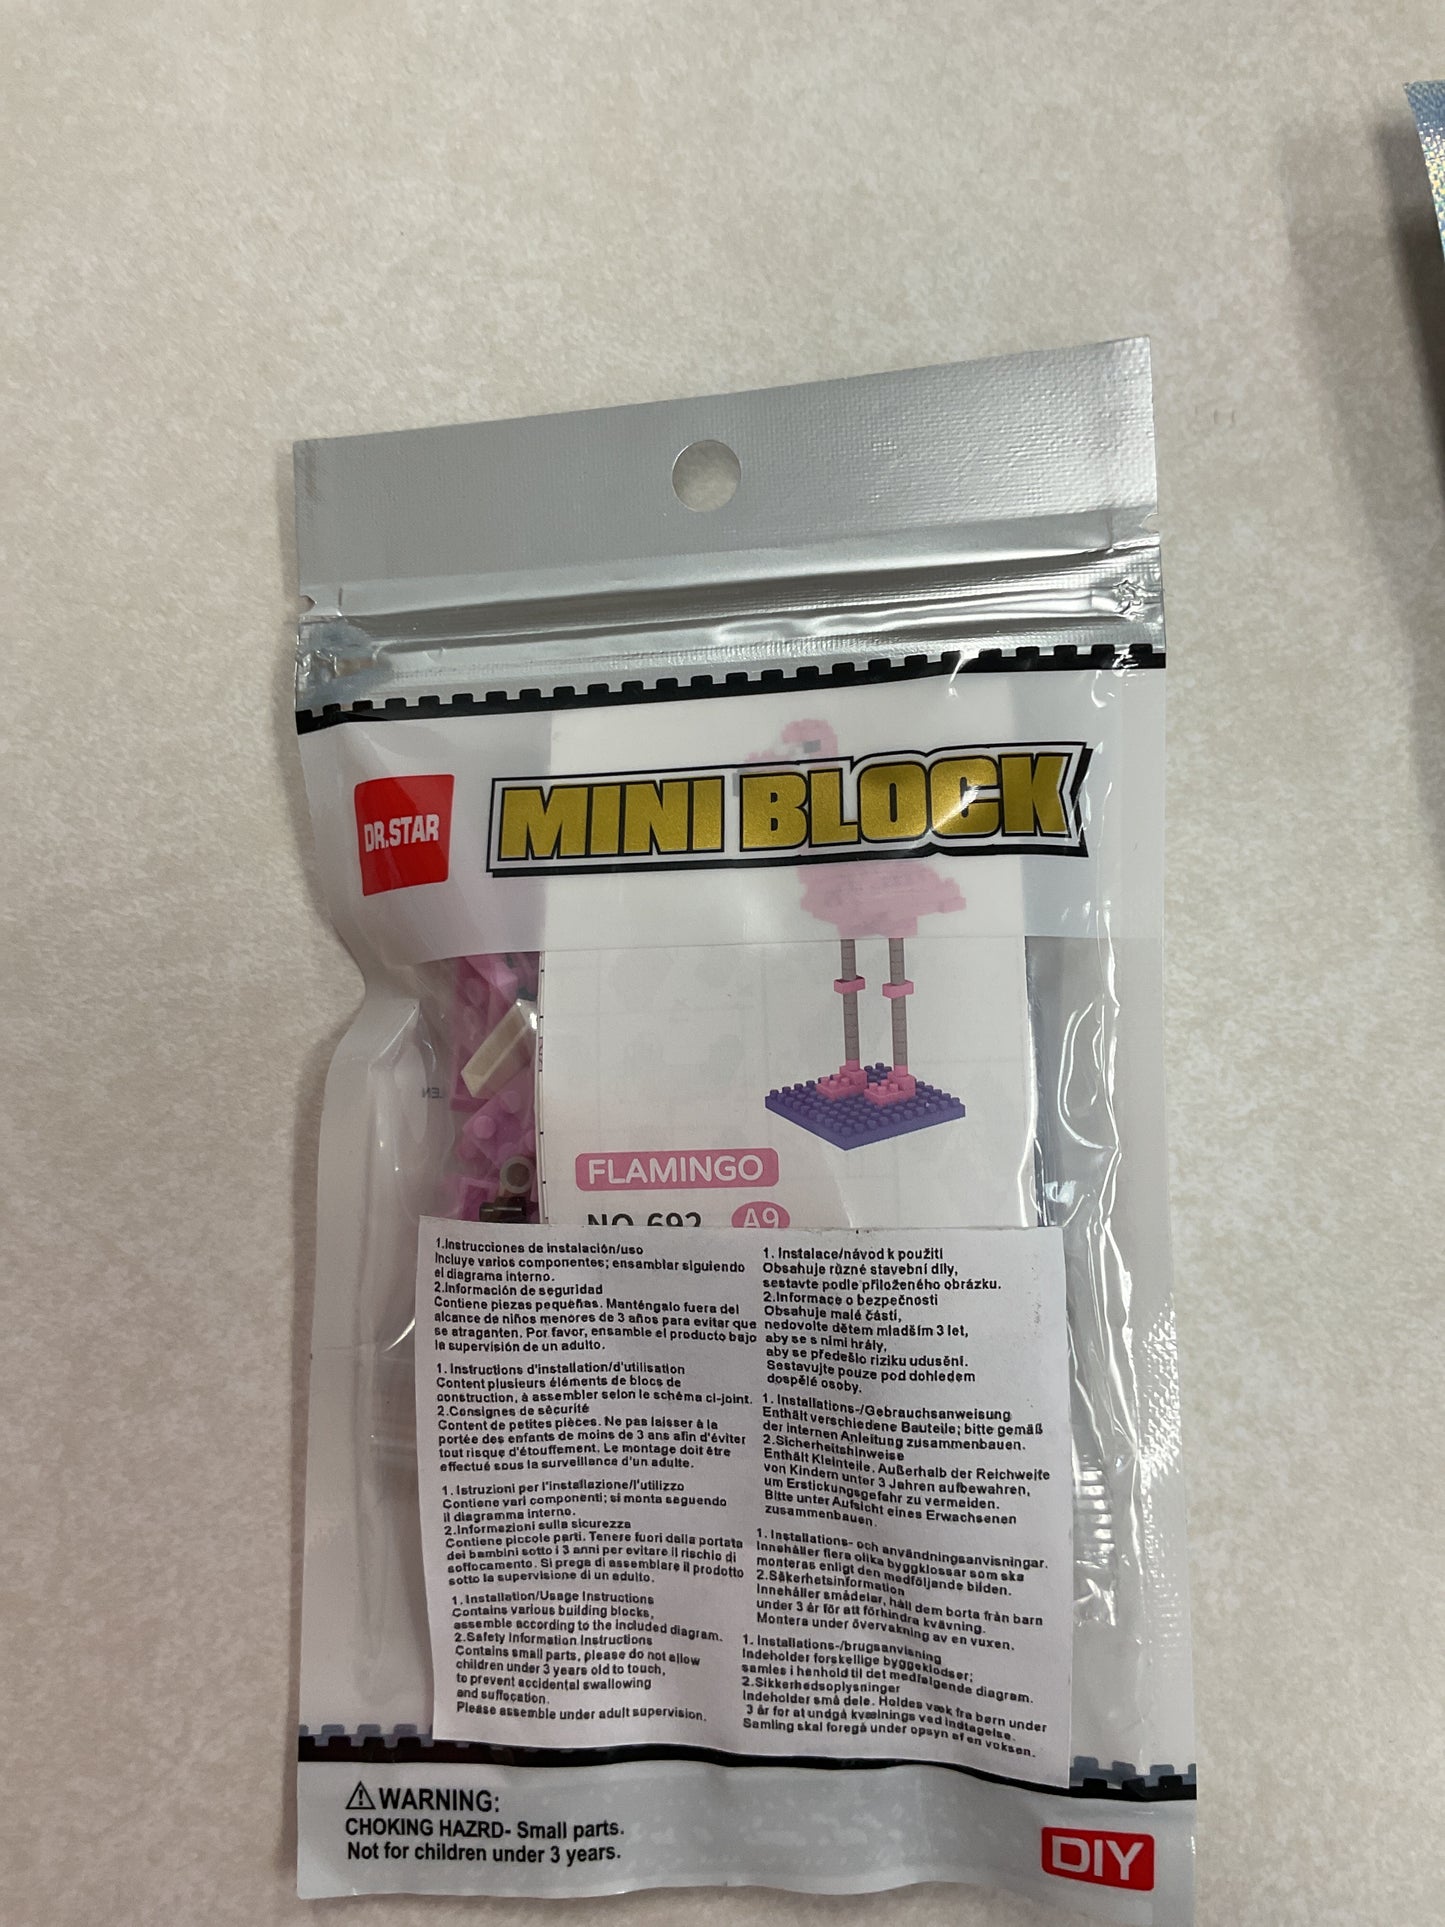 DR.STAR
MINI BLOCK
FLAMINGO
NO.692 A9
1.Instrucciones de instalación/uso
Incluye varios componentes; ensamblar siguiendo
el diagrama interno.
2.Información de seguridad
Contiene piezas pequeñas. Manténgalo fuera del
alcance de niños menores de 3 años para evitar que
se atraganten. Por favor, ensamble el producto bajo
la supervisión de un adulto.
1. Instructions d'installation/d'utilisation
Content plusieurs éléments de blocs de
construction, à assembler selon le schéma ci-joint.
2.Consignes de sécurité
Content de petites pièces. Ne pas laisser à la
portée des enfants de moins de 3 ans afin d'éviter
tout risque d'étouffement. Le montage doit être
effectué sous la surveillance d'un adulte.
1. Istruzioni per l'installazione/l'utilizzo
Contiene vari componenti; si monta seguendo
il diagramma interno.
2.Informazioni sulla sicurezza
Contiene piccole parti. Tenere fuori dalla portata
dei bambini sotto i 3 anni per evitare il rischio di
soffocamento. Si prega di assemblare il prodotto
sotto la supervisione di un adulto.
1. Installation/Usage Instructions
Contains various building blocks,
assemble according to the included diagram.
2.Safety Information Instructions
Contains small parts, please do not allow
children under 3 years old to touch,
to prevent accidental swallowing
and suffocation.
Please assemble under adult supervision.
1. Instalace/návod k použití
Obsahuje různé stavební díly,
sestavte podle přiloženého obrázku.
2.Informace o bezpečnosti
Obsahuje malé části,
nedovolte dětem mladším 3 let,
aby se s nimi hrály,
aby se předešlo riziku udusění.
Sestavujte pouze pod dohledem
dospělé osoby.
1. Installations-/Gebrauchsanweisung
Enthält verschiedene Bauteile; bitte gemäß
der internen Anleitung zusammenbauen.
2.Sicherheitshinweise
Enthält Kleinteile. Außerhalb der Reichweite
von Kindern unter 3 Jahren aufbewahren,
um Erstickungsgefahr zu vermeiden.
Bitte unter Aufsicht eines Erwachsenen
zusammenbauen.
1. Installations- och användningsanvisningar.
Innehåller flera olika byggklossar som ska
monteras enligt den medföljande bilden.
2.Säkerhetsinformation
Innehåller smådelar, håll dem borta från barn
under 3 år för att förhindra kvävning.
Montera under övervakning av en vuxen.
1. Installations-/brugsanvisning
Indeholder forskellige byggeklodser;
samles i henhold til det medfølgende diagram.
2.Sikkerhedsoplysninger
Indeholder små dele. Holdes væk fra børn under
3 år for at undgå kvælnings ved indtagelse.
Samling skal foregå under opsyn af en voksen.
WARNING:
CHOKING HAZRD- Small parts.
Not for children under 3 years.
DIY